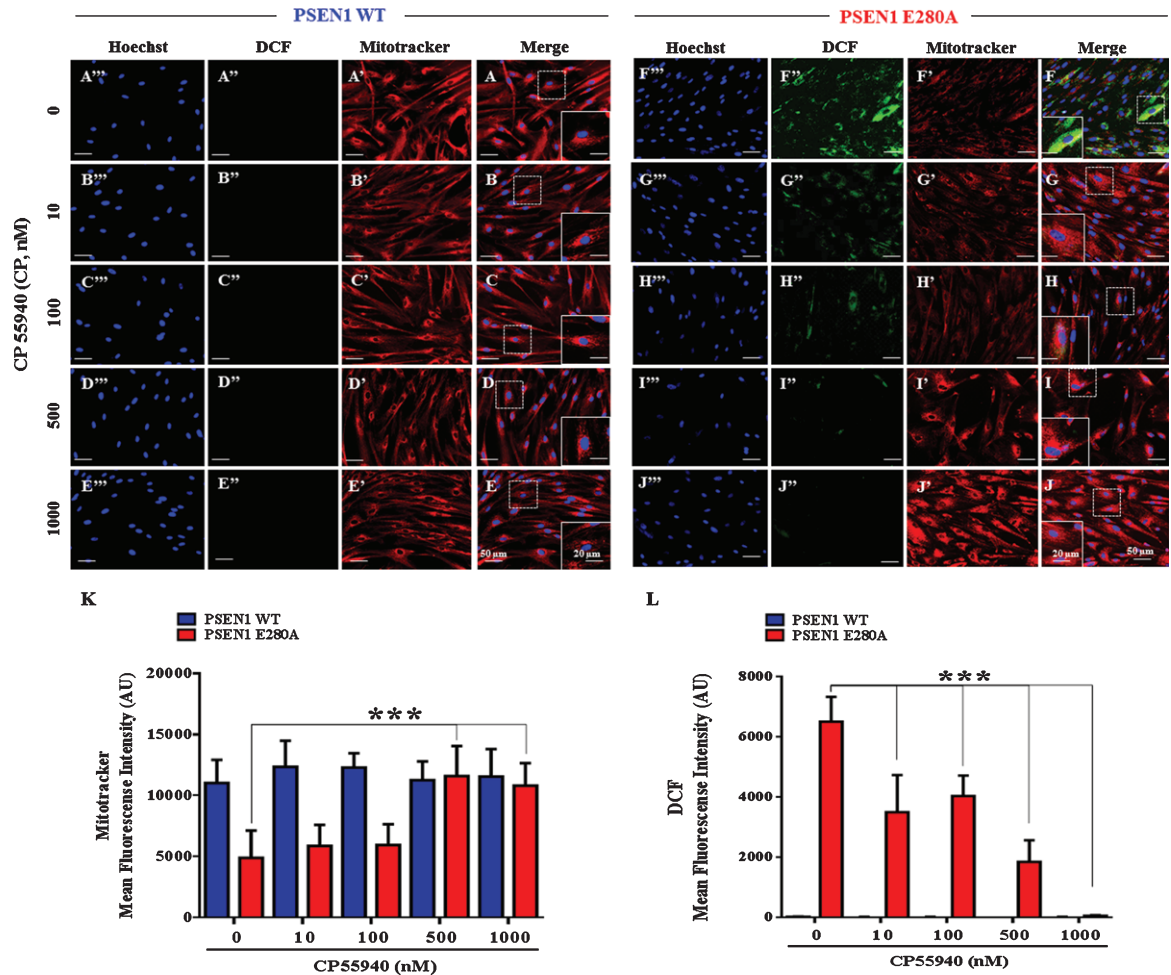 PSEN1 WT
PSEN1 E280A
Hoechst DCF Mitotracker Merge
Hoechst DCF Mitotracker Merge
CP 55940 (CP, nM)
0
A''' A'' A' A
F''' F'' F' F
10
B''' B'' B' B
G''' G'' G' G
100
C''' C'' C' C
H''' H'' H' H
500
D''' D'' D' D
I''' I'' I' I
1000
E''' E'' E' E
50 µm 20 µm
J''' J'' J' J
20 µm 50 µm
K
PSEN1 WT
PSEN1 E280A
Mitotracker
Mean Fluorescense Intensity (AU)
20000
15000
10000
5000
0
***
0 10 100 500 1000
CP55940 (nM)
L
PSEN1 WT
PSEN1 E280A
DCF
Mean Fluorescense Intensity (AU)
8000
6000
4000
2000
0
***
0 10 100 500 1000
CP55940 (nM)